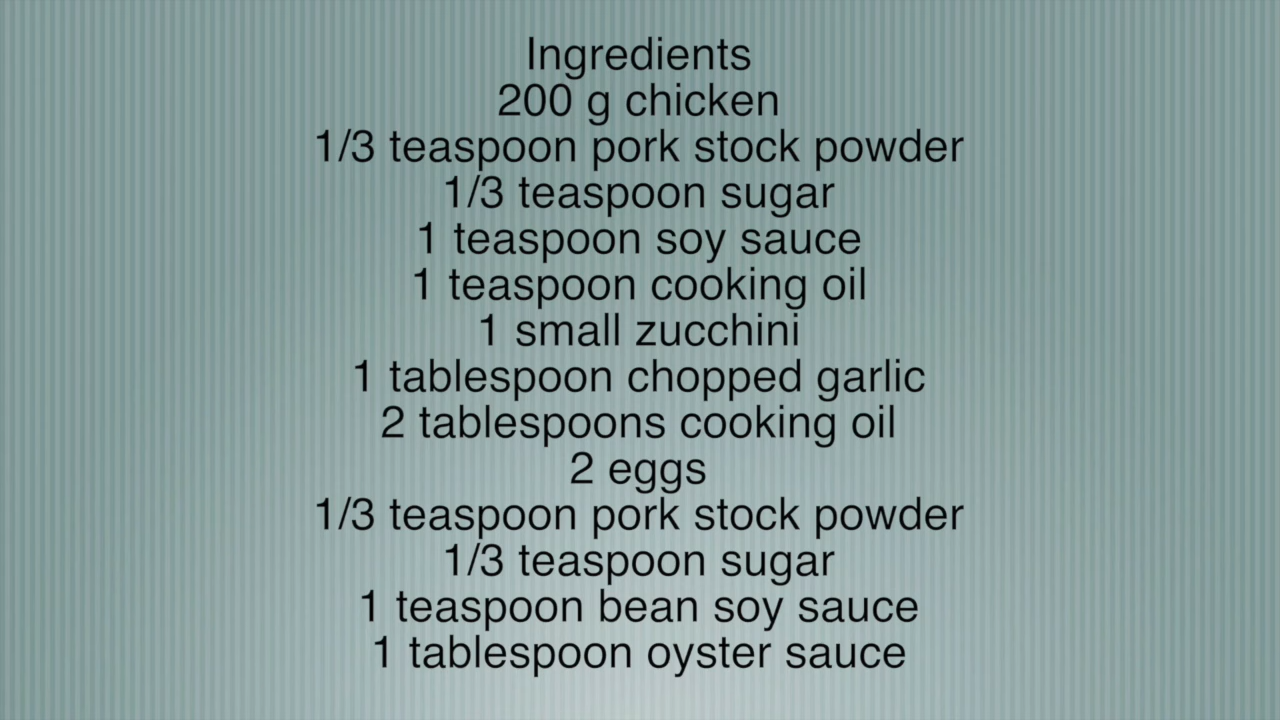 Ingredients
200 g chicken
1/3 teaspoon pork stock powder
1/3 teaspoon sugar
1 teaspoon soy sauce
1 teaspoon cooking oil
1 small zucchini
1 tablespoon chopped garlic
2 tablespoons cooking oil
2 eggs
1/3 teaspoon pork stock powder
1/3 teaspoon sugar
1 teaspoon bean soy sauce
1 tablespoon oyster sauce